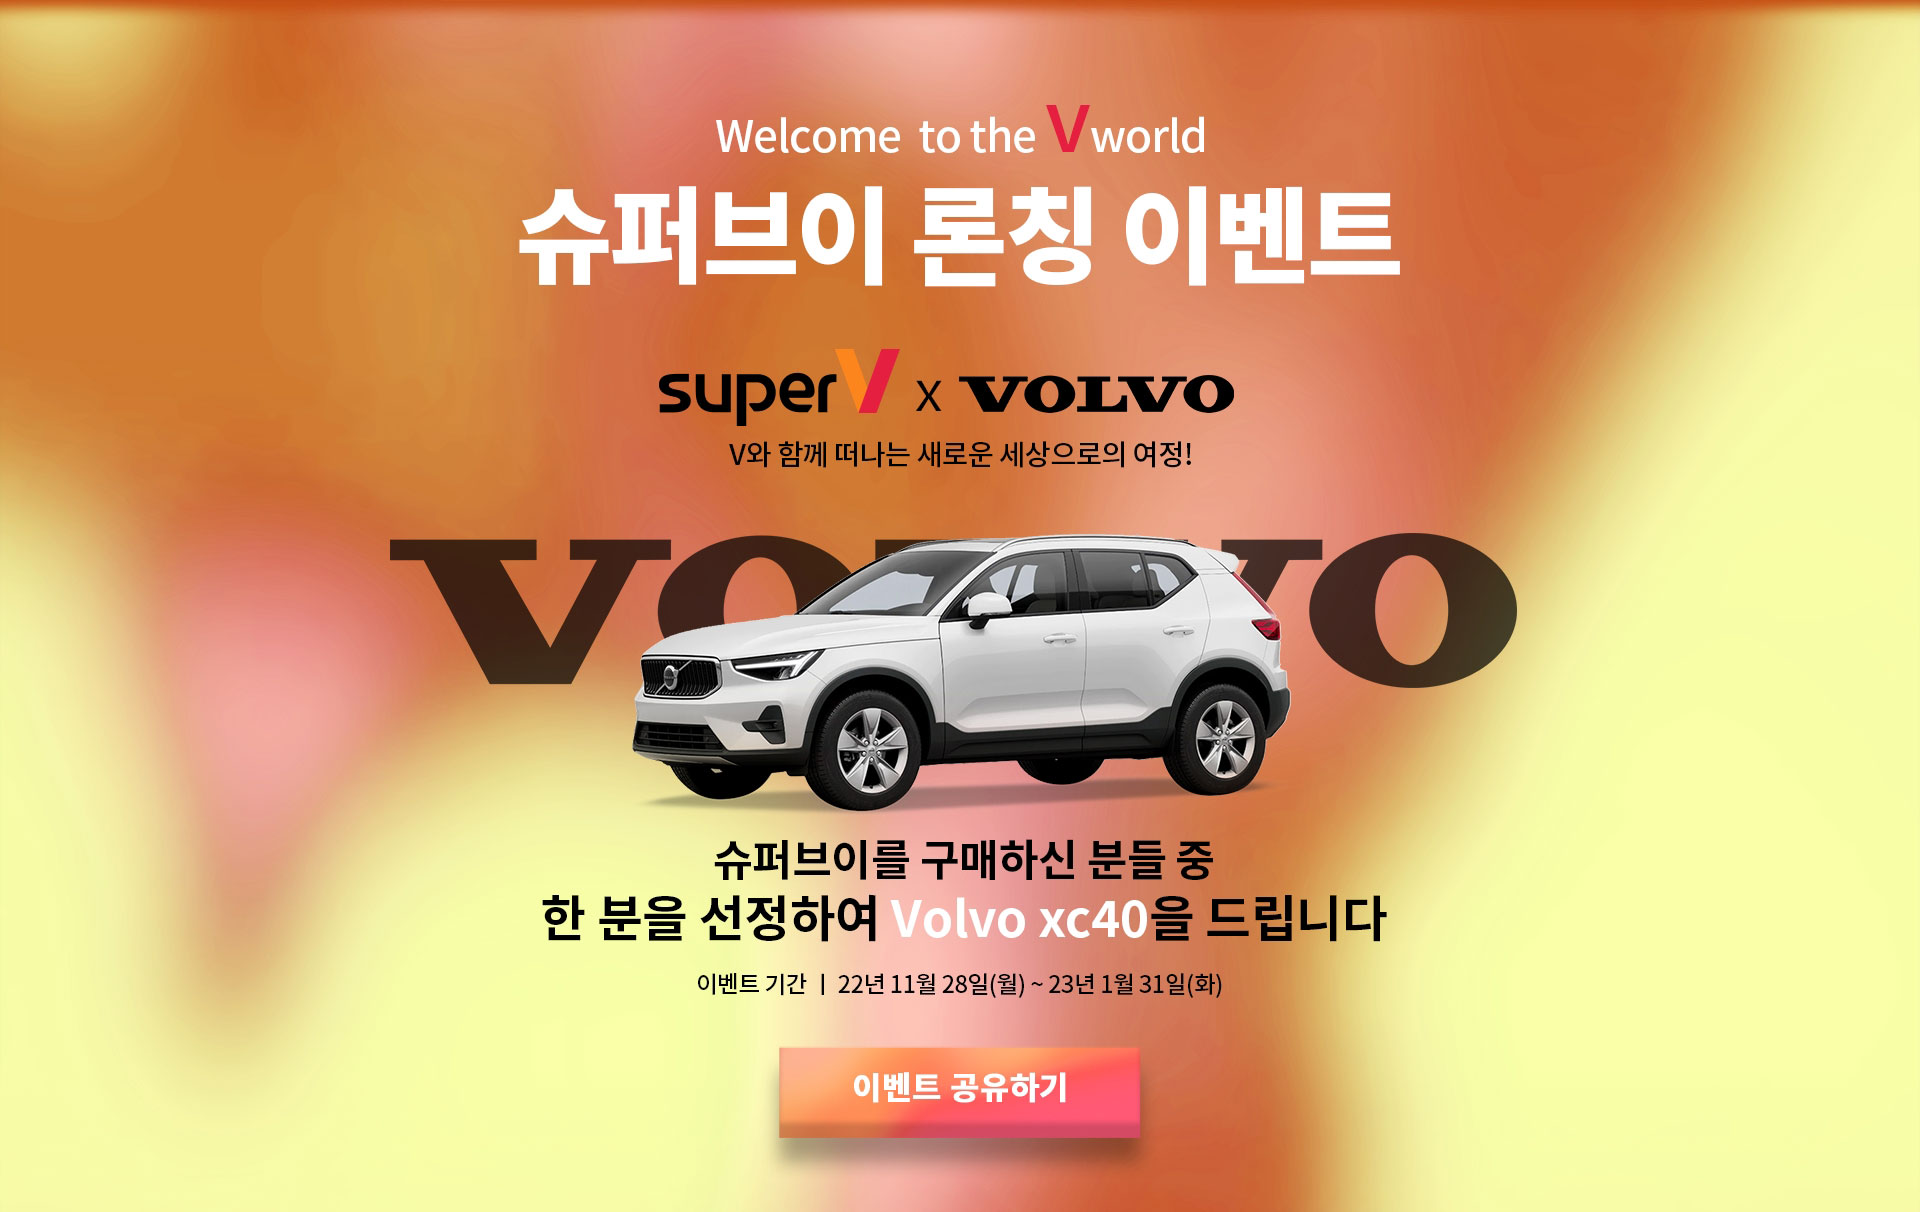 Welcome to the V world
슈퍼브이 론칭 이벤트
superV x VOLVO
V와 함께 떠나는 새로운 세상으로의 여정!
VOLVO
슈퍼브이를 구매하신 분들 중
한 분을 선정하여 Volvo xc40을 드립니다
이벤트 기간 ㅣ 22년 11월 28일(월) ~ 23년 1월 31일(화)
이벤트 공유하기